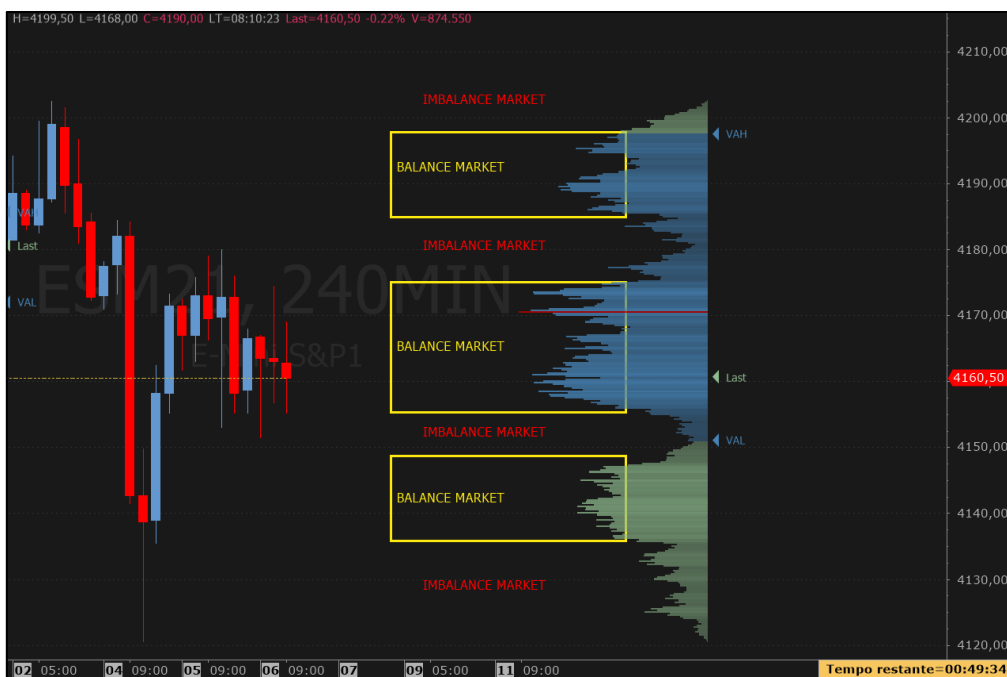 H=4199,50 L=4168,00 C=4190,00 LT=08:10:23 Last=4160,50 -0.22% V=874.550
4210,00
IMBALANCE MARKET
4200,00
VAH
BALANCE MARKET
4190,00
VAH
Last
IMBALANCE MARKET
4180,00
ESM21, 240MIN
VAL
4170,00
BALANCE MARKET
E-Mini S&P1
Last
4160,50
IMBALANCE MARKET
VAL
4150,00
BALANCE MARKET
4140,00
IMBALANCE MARKET
4130,00
4120,00
02 05:00 04 09:00 05 09:00 06 09:00 07 09 05:00 11 09:00 Tempo restante=00:49:34